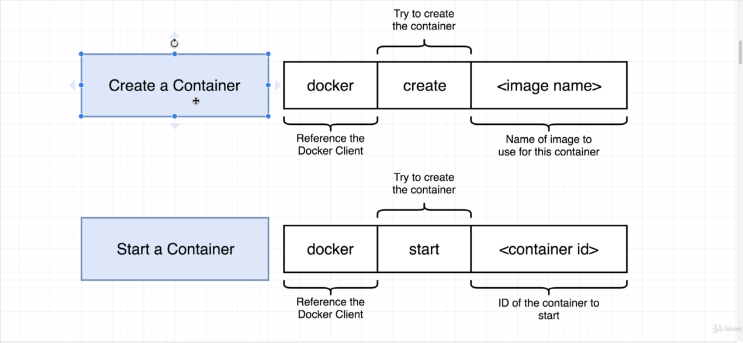 Try to create
the container
Create a Container
docker
create
<image name>
Reference the
Docker Client
Name of image to
use for this container
Try to create
the container
Start a Container
docker
start
<container id>
Reference the
Docker Client
ID of the container to
start